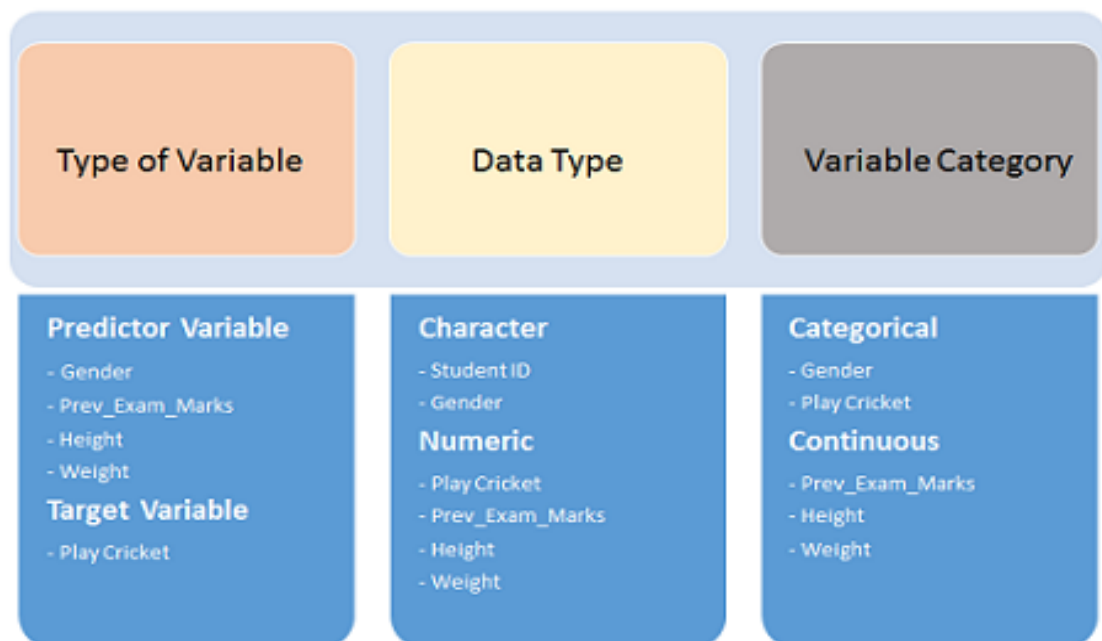 Type of Variable
Data Type
Variable Category
Predictor Variable
- Gender
- Prev_Exam_Marks
- Height
- Weight
Target Variable
- Play Cricket
Character
- Student ID
- Gender
Numeric
- Play Cricket
- Prev_Exam_Marks
- Height
- Weight
Categorical
- Gender
- Play Cricket
Continuous
- Prev_Exam_Marks
- Height
- Weight